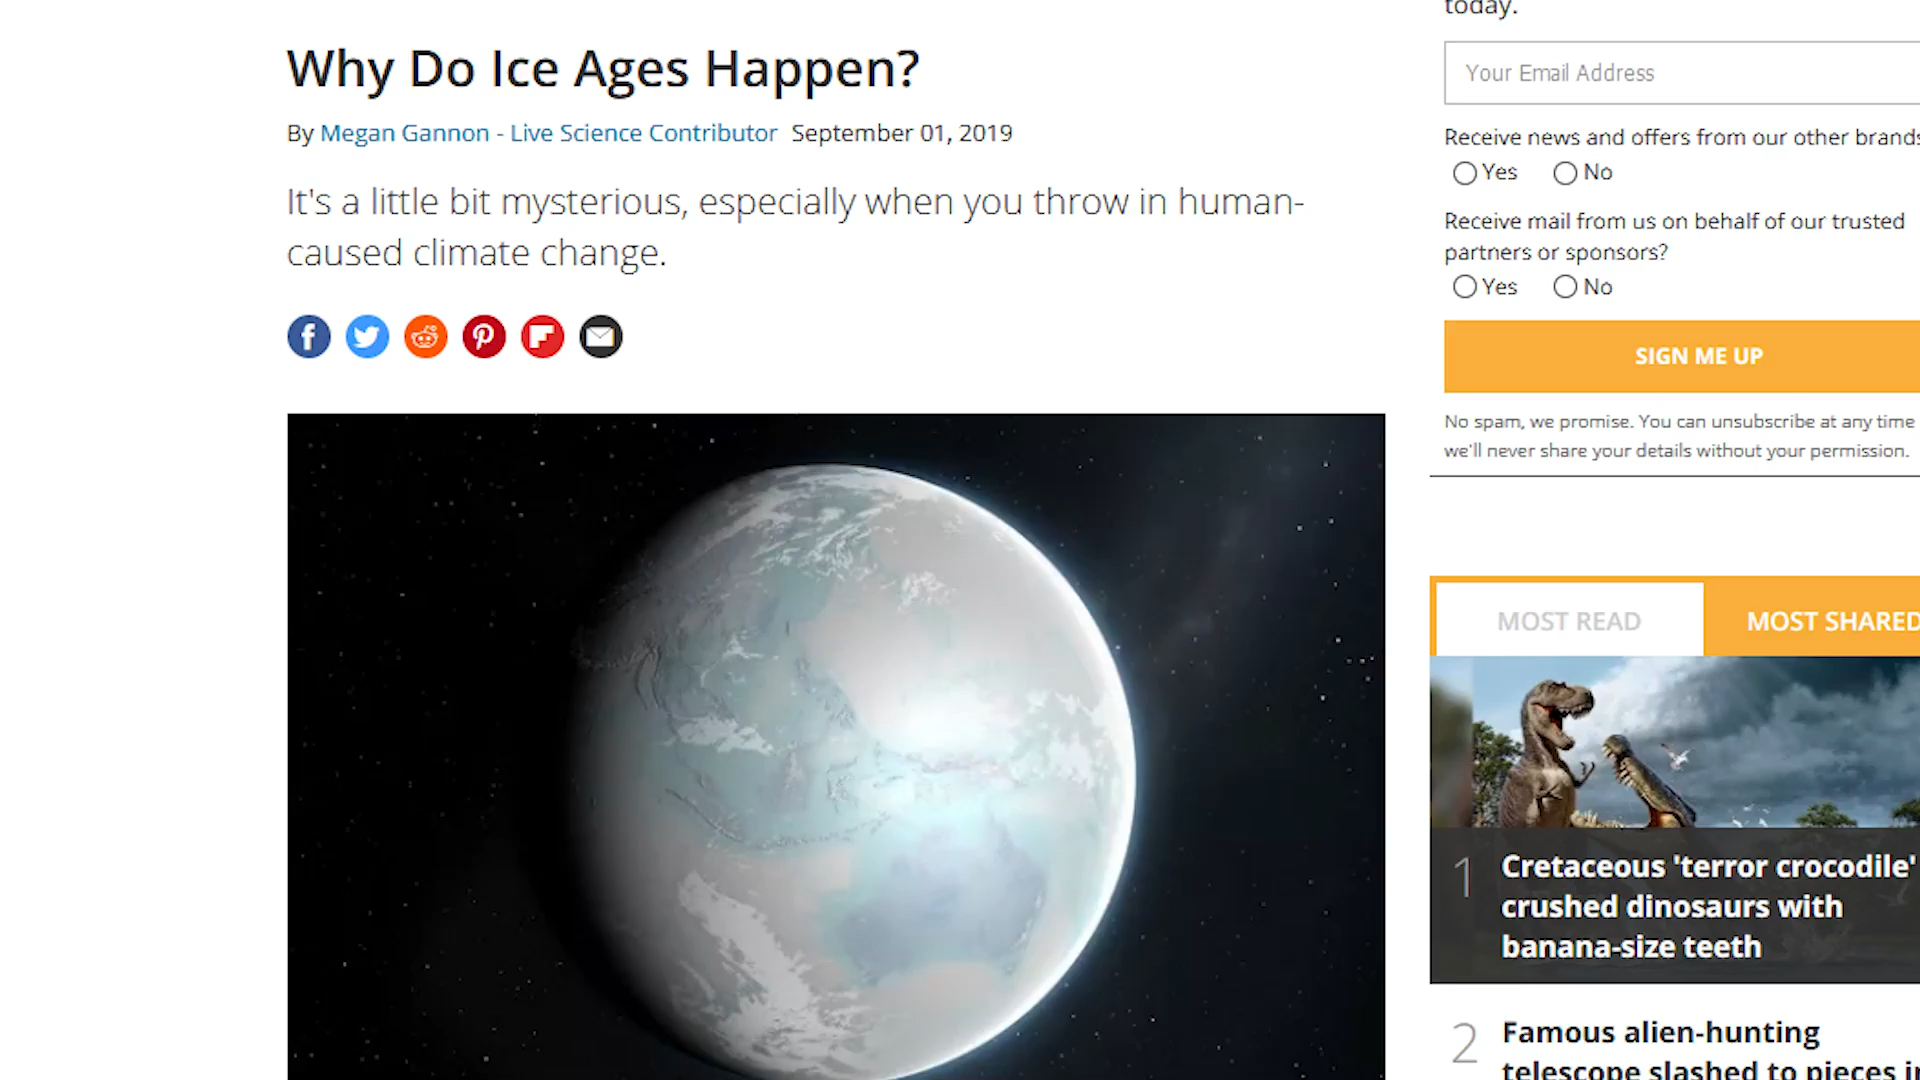 Why Do Ice Ages Happen?
By Megan Gannon - Live Science Contributor September 01, 2019
It's a little bit mysterious, especially when you throw in human-
caused climate change.
today.
Your Email Address
Receive news and offers from our other brands
Yes No
Receive mail from us on behalf of our trusted
partners or sponsors?
Yes No
SIGN ME UP
No spam, we promise. You can unsubscribe at any time
we'll never share your details without your permission.
MOST READ MOST SHARED
1 Cretaceous 'terror crocodile'
crushed dinosaurs with
banana-size teeth
2 Famous alien-hunting
telescope slashed to pieces in